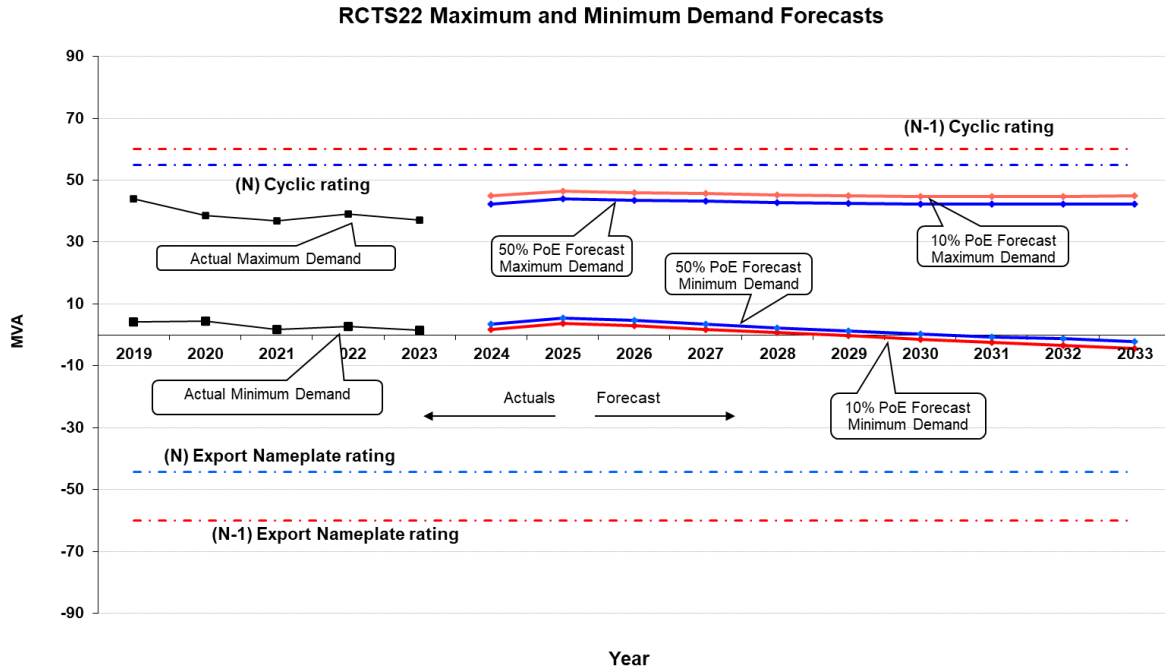 RCTS22 Maximum and Minimum Demand Forecasts
90
70
50
30
10
-10
-30
-50
-70
-90
MVA
(N-1) Cyclic rating
(N) Cyclic rating
Actual Maximum Demand
50% PoE Forecast
Maximum Demand
50% PoE Forecast
Minimum Demand
10% PoE Forecast
Maximum Demand
2019 2020 2021 2022 2023 2024 2025 2026 2027 2028 2029 2030 2031 2032 2033
Actual Minimum Demand
Actuals Forecast
10% PoE Forecast
Minimum Demand
(N) Export Nameplate rating
(N-1) Export Nameplate rating
Year